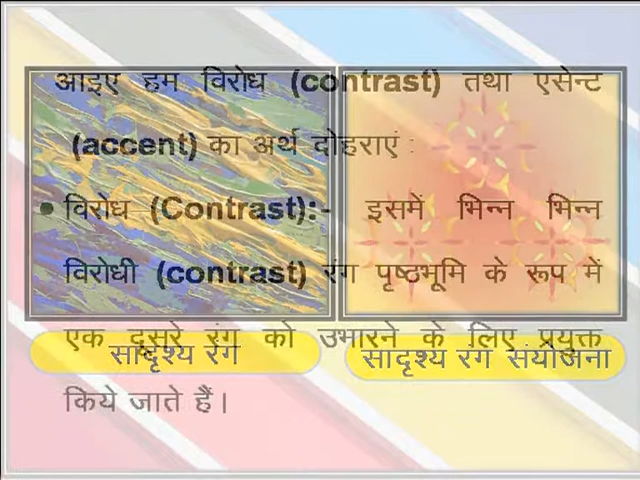 आइए हम विरोध (contrast) तथा एसेन्ट
(accent) का अर्थ दोहराएं :
• विरोध (Contrast):- इसमें भिन्न भिन्न
विरोधी (contrast) रंग पृष्ठभूमि के रूप में
एक दूसरे रंग को उभारने के लिए प्रयुक्त
सादृश्य रंग
सादृश्य रंग संयोजना
किये जाते हैं।